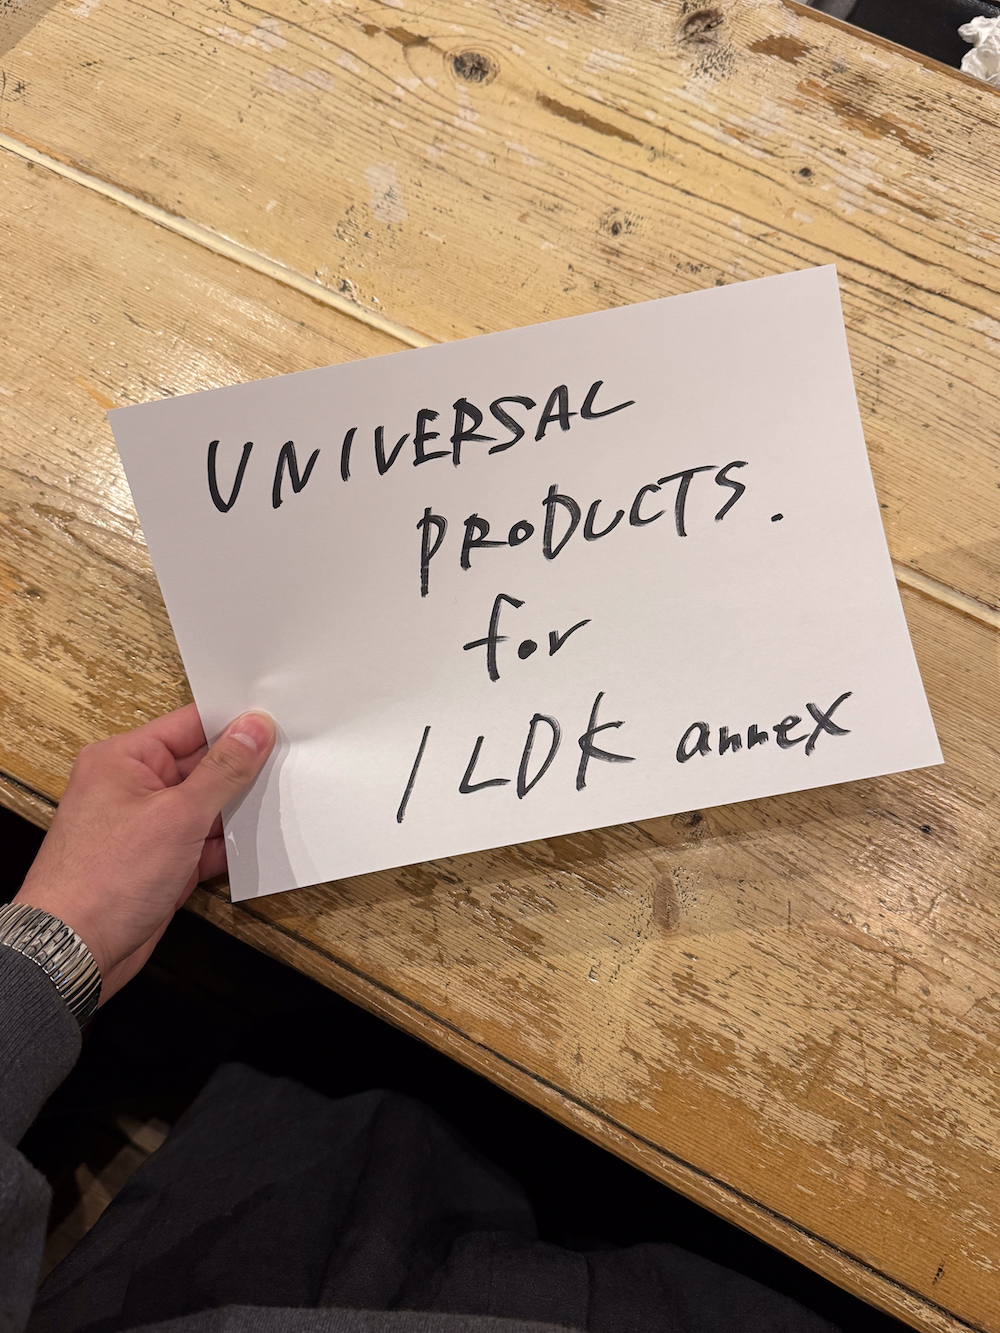 UNIVERSAL
PRODUCTS.
for
1LDK annex